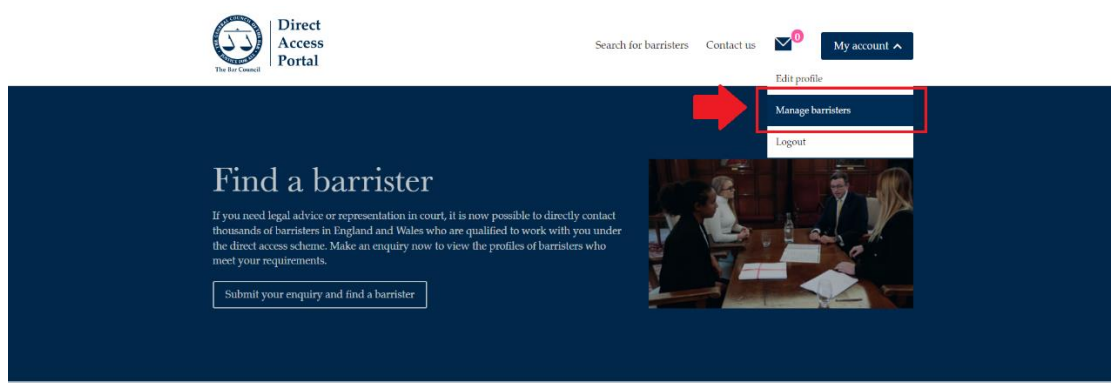 Direct
Access
Portal
The Bar Council
Search for barristers
Contact us
0
My account
Edit profile
Manage barristers
Logout
Find a barrister
If you need legal advice or representation in court, it is now possible to directly contact
thousands of barristers in England and Wales who are qualified to work with you under
the direct access scheme. Make an enquiry now to view the profiles of barristers who
meet your requirements.
Submit your enquiry and find a barrister